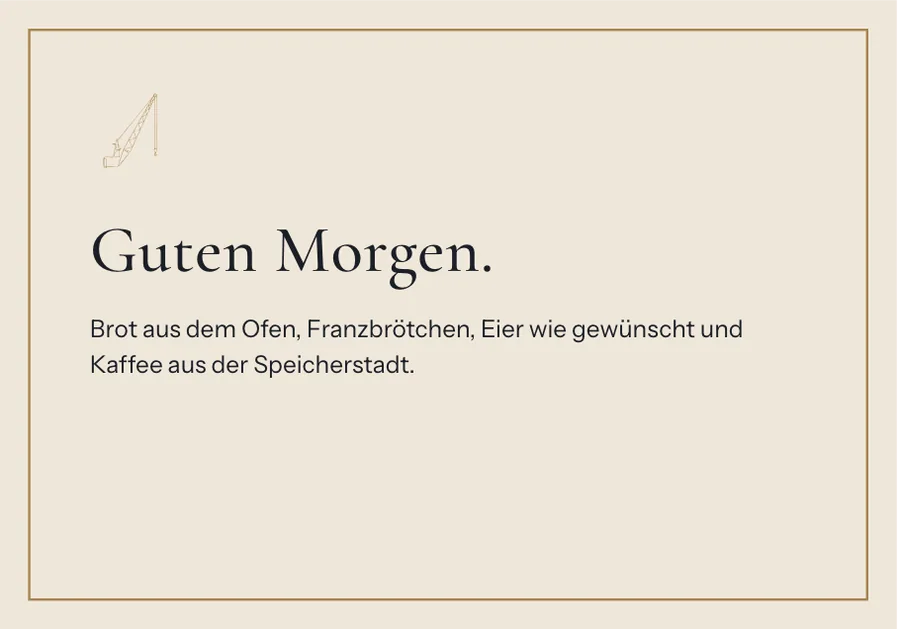 Guten Morgen.
Brot aus dem Ofen, Franzbrötchen, Eier wie gewünscht und
Kaffee aus der Speicherstadt.